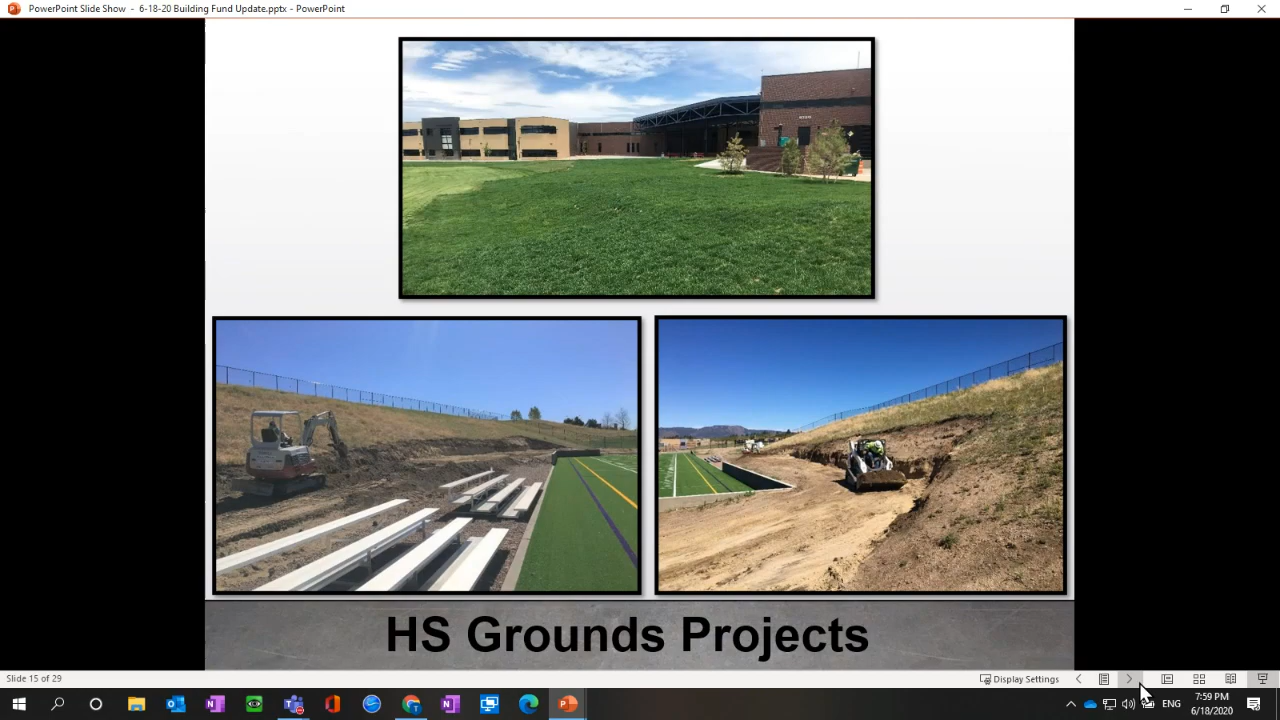 PowerPoint Slide Show - 6-18-20 Building Fund Update.pptx - PowerPoint
HS Grounds Projects
Slide 15 of 29
Display Settings
ENG
7:59 PM
6/18/2020